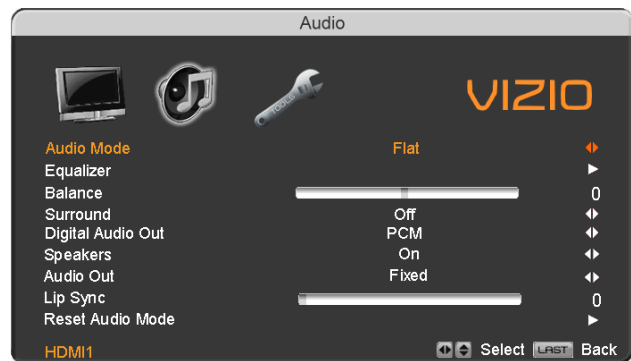 Audio
TOOLS
VIZIO
Audio Mode Flat
Equalizer
Balance 0
Surround Off
Digital Audio Out PCM
Speakers On
Audio Out Fixed
Lip Sync 0
Reset Audio Mode
HDMI1 Select LAST Back